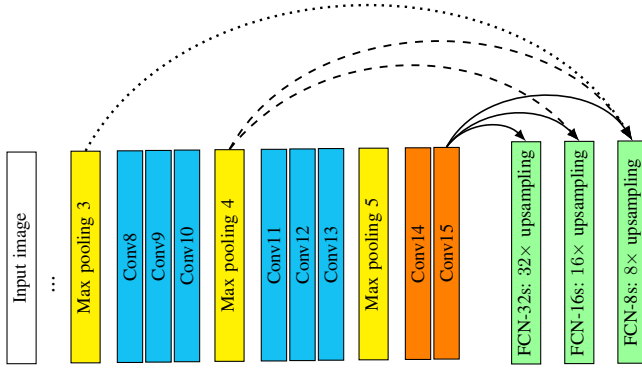 Input image
...
Max pooling 3
Conv8
Conv9
Conv10
Max pooling 4
Conv11
Conv12
Conv13
Max pooling 5
Conv14
Conv15
FCN-32s: 32× upsampling
FCN-16s: 16× upsampling
FCN-8s: 8× upsampling